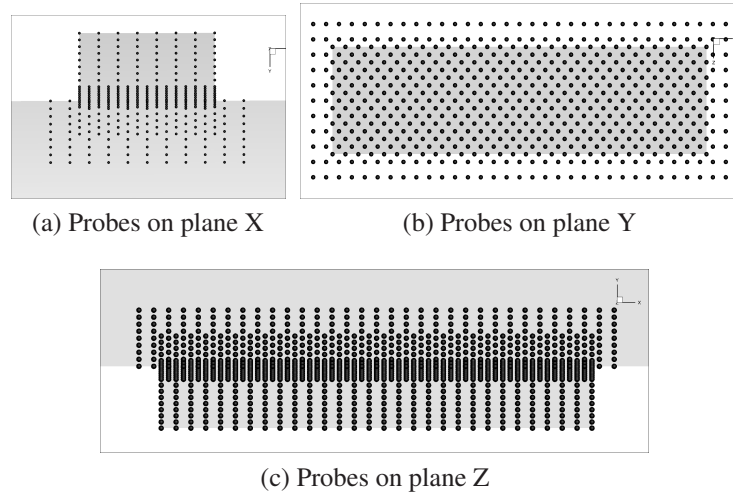 Y
(a) Probes on plane X
(b) Probes on plane Y
Y
X
(c) Probes on plane Z